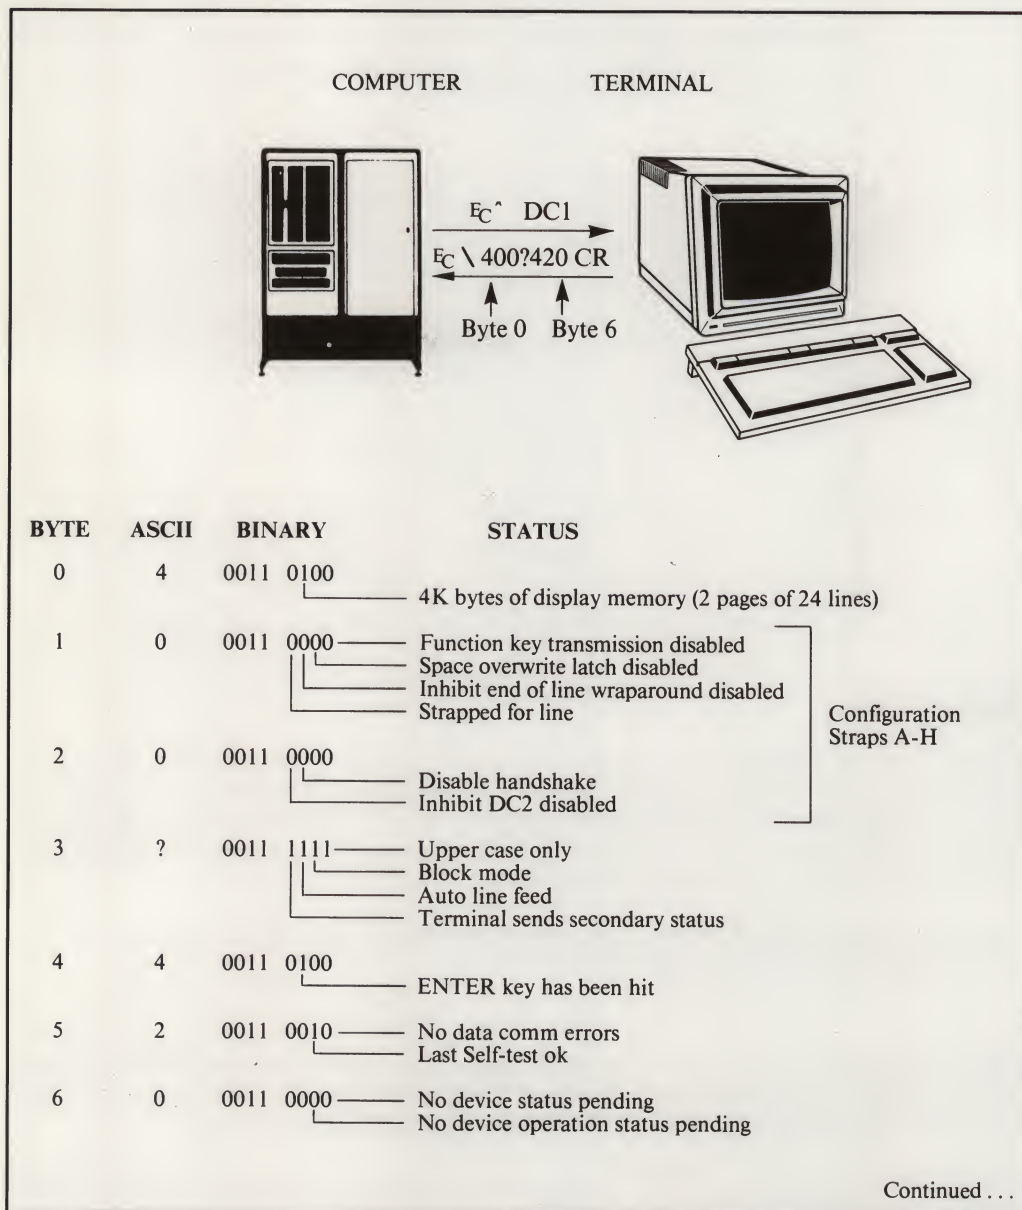 COMPUTER TERMINAL
EC^ DC1
EC \ 400?420 CR
Byte 0 Byte 6
BYTE ASCII BINARY STATUS
0 4 0011 0100
4K bytes of display memory (2 pages of 24 lines)
1 0 0011 0000 Function key transmission disabled
Space overwrite latch disabled
Inhibit end of line wraparound disabled
Strapped for line
Configuration
Straps A-H
2 0 0011 0000
Disable handshake
Inhibit DC2 disabled
3 ? 0011 1111 Upper case only
Block mode
Auto line feed
Terminal sends secondary status
4 4 0011 0100
ENTER key has been hit
5 2 0011 0010 No data comm errors
Last Self-test ok
6 0 0011 0000 No device status pending
No device operation status pending
Continued . . .